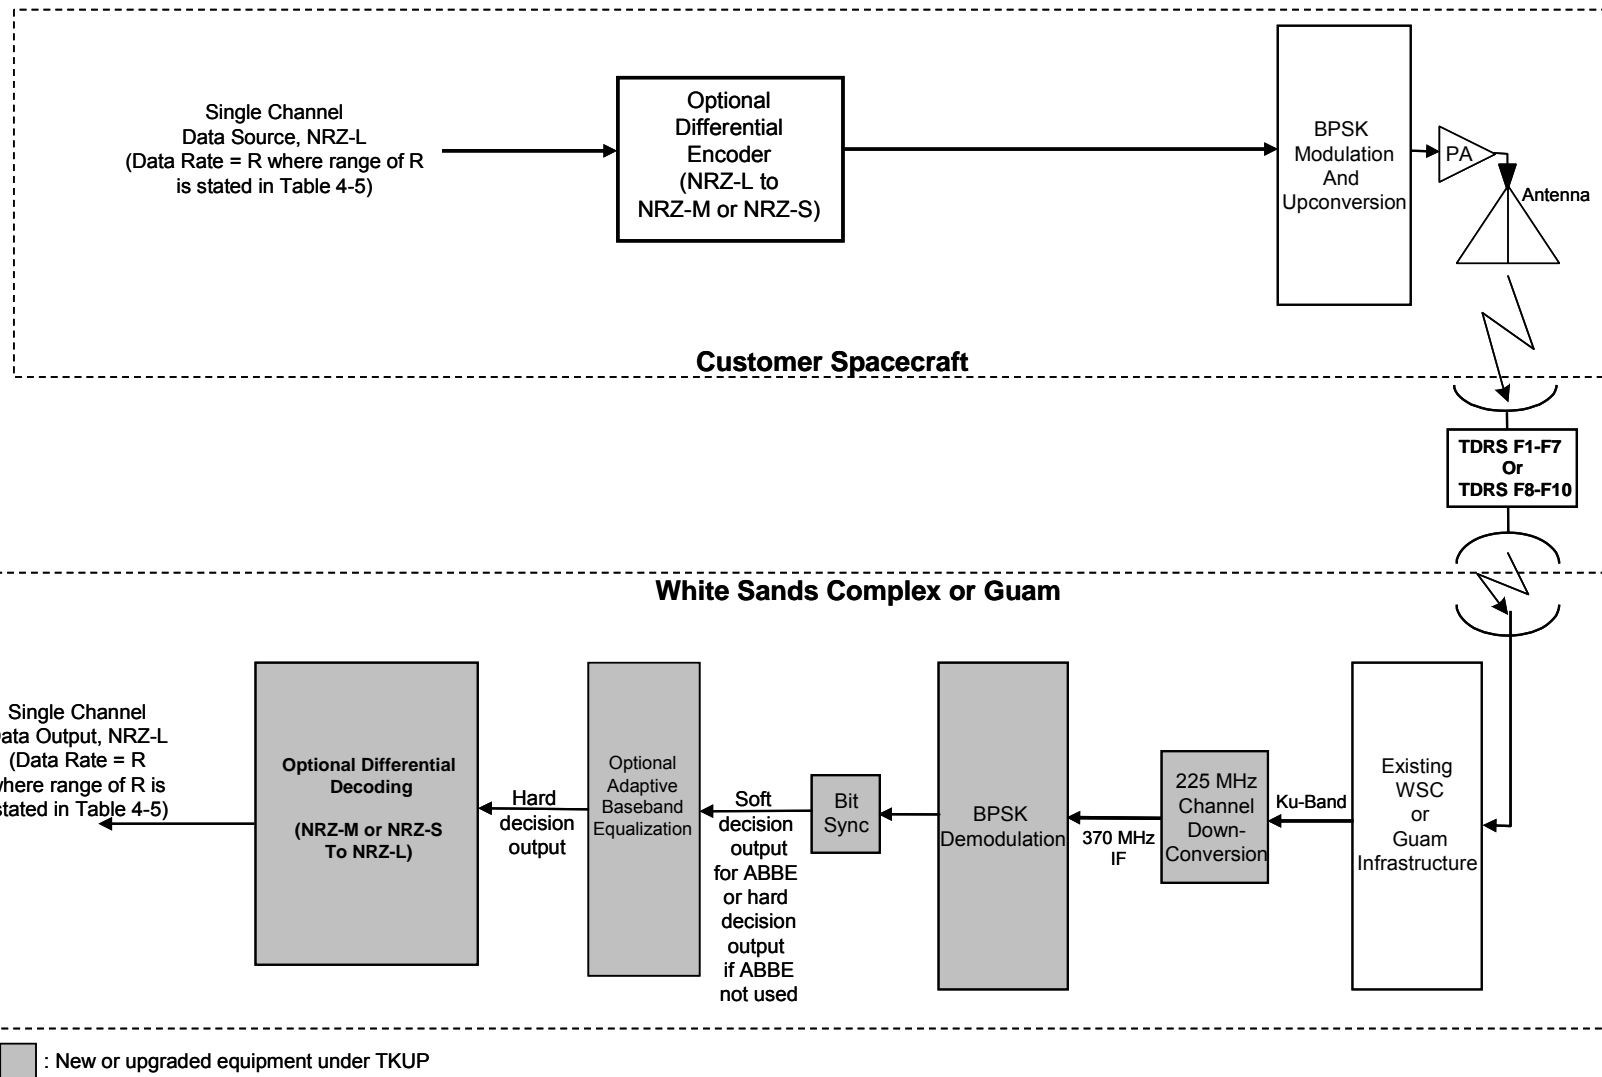 Single Channel
Data Source, NRZ-L
(Data Rate = R where range of R
is stated in Table 4-5)
Optional
Differential
Encoder
(NRZ-L to
NRZ-M or NRZ-S)
BPSK
Modulation
And
Upconversion
PA
Antenna
Customer Spacecraft
TDRS F1-F7
Or
TDRS F8-F10
White Sands Complex or Guam
Single Channel
ata Output, NRZ-L
(Data Rate = R
here range of R is
stated in Table 4-5)
Optional Differential
Decoding
(NRZ-M or NRZ-S
To NRZ-L)
Hard
decision
output
Optional
Adaptive
Baseband
Equalization
Soft
decision
output
for ABBE
or hard
decision
output
if ABBE
not used
Bit
Sync
BPSK
Demodulation
370 MHz
IF
225 MHz
Channel
Down-
Conversion
Ku-Band
Existing
WSC
or
Guam
Infrastructure
: New or upgraded equipment under TKUP